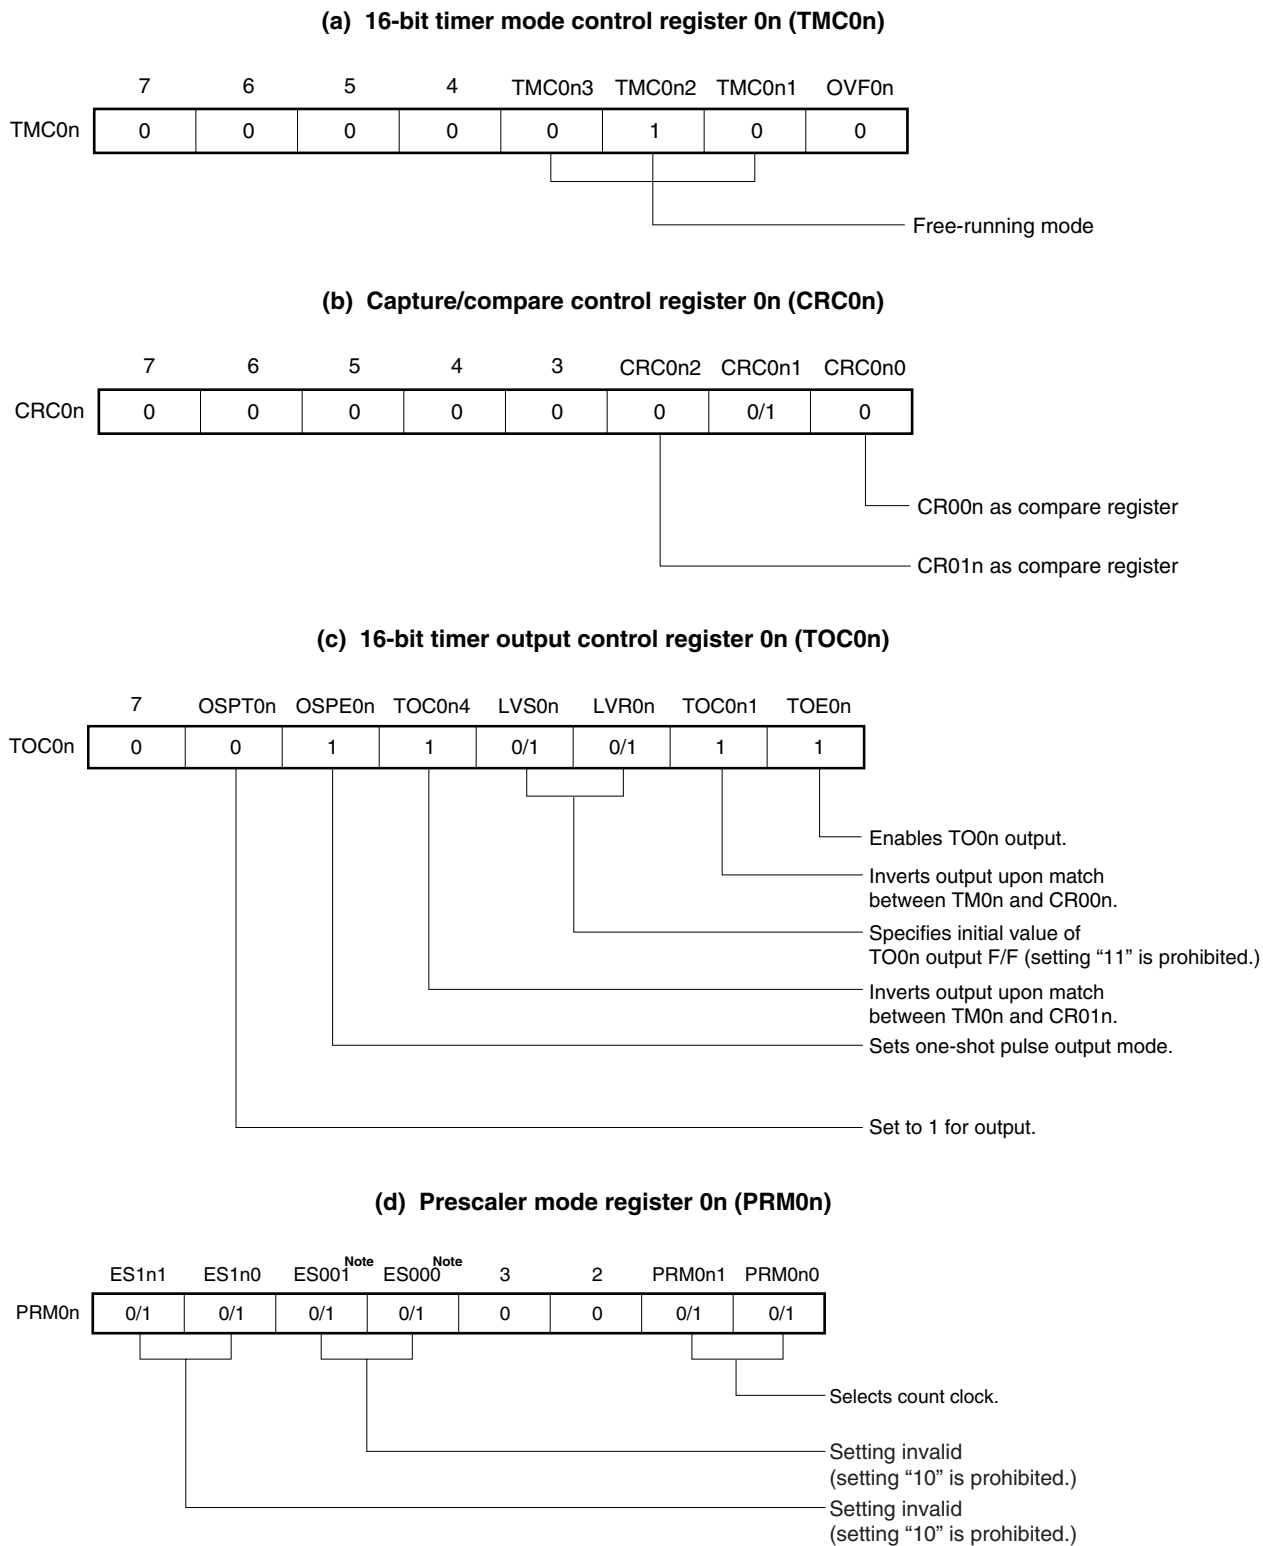 (a) 16-bit timer mode control register 0n (TMC0n)
7 6 5 4 TMC0n3 TMC0n2 TMC0n1 OVF0n
TMC0n 0 0 0 0 0 1 0 0
Free-running mode
(b) Capture/compare control register 0n (CRC0n)
7 6 5 4 3 CRC0n2 CRC0n1 CRC0n0
CRC0n 0 0 0 0 0 0 0/1 0
CR00n as compare register
CR01n as compare register
(c) 16-bit timer output control register 0n (TOC0n)
7 OSPT0n OSPE0n TOC0n4 LVS0n LVR0n TOC0n1 TOE0n
TOC0n 0 0 1 1 0/1 0/1 1 1
Enables TO0n output.
Inverts output upon match
between TM0n and CR00n.
Specifies initial value of
TO0n output F/F (setting “11” is prohibited.)
Inverts output upon match
between TM0n and CR01n.
Sets one-shot pulse output mode.
Set to 1 for output.
(d) Prescaler mode register 0n (PRM0n)
ES1n1 ES1n0 ES001Note ES000Note 3 2 PRM0n1 PRM0n0
PRM0n 0/1 0/1 0/1 0/1 0 0 0/1 0/1
Selects count clock.
Setting invalid
(setting “10” is prohibited.)
Setting invalid
(setting “10” is prohibited.)